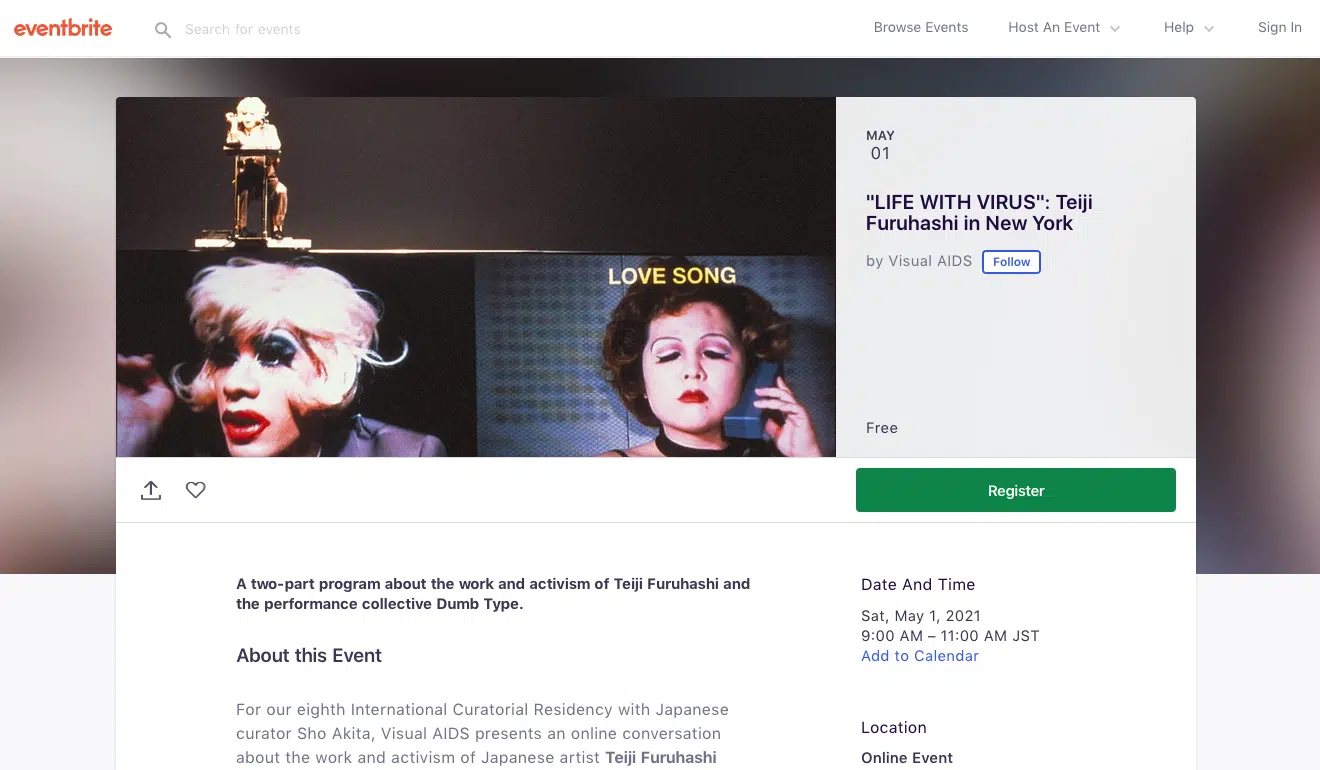 eventbrite
Search for events
Browse Events
Host An Event
Help
Sign In
LOVE SONG
MAY
01
"LIFE WITH VIRUS": Teiji
Furuhashi in New York
by Visual AIDS
Follow
Free
Register
A two-part program about the work and activism of Teiji Furuhashi and
the performance collective Dumb Type.
About this Event
For our eighth International Curatorial Residency with Japanese
curator Sho Akita, Visual AIDS presents an online conversation
about the work and activism of Japanese artist Teiji Furuhashi
Date And Time
Sat, May 1, 2021
9:00 AM – 11:00 AM JST
Add to Calendar
Location
Online Event